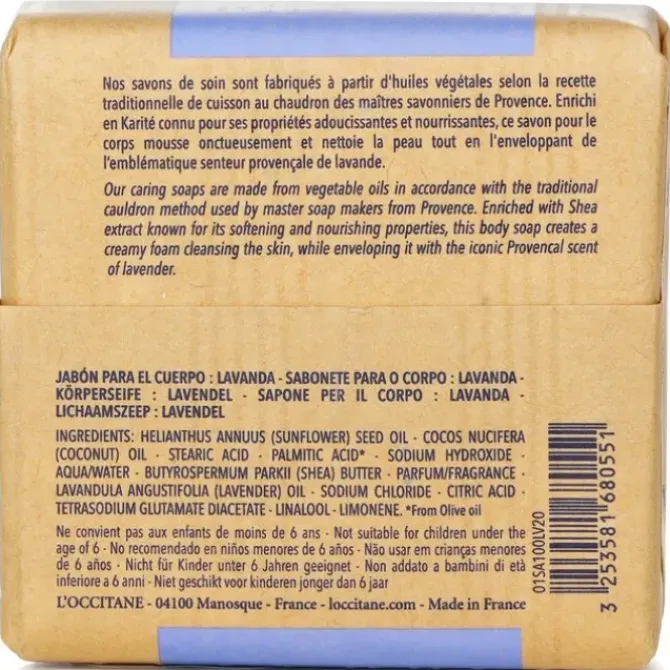 Nos savons de soin sont fabriqués à partir d'huiles végétales selon la recette
traditionnelle de cuisson au chaudron des maîtres savonniers de Provence. Enrichi
en Karité connu pour ses propriétés adoucissantes et nourrissantes, ce savon pour le
corps mousse onctueusement et nettoie la peau tout en l'enveloppant de
l'emblématique senteur provençale de lavande.
Our caring soaps are made from vegetable oils in accordance with the traditional
cauldron method used by master soap makers from Provence. Enriched with Shea
extract known for its softening and nourishing properties, this body soap creates a
creamy foam cleansing the skin, while enveloping it with the iconic Provencal scent
of lavender.
JABÓN PARA EL CUERPO : LAVANDA - SABONETE PARA O CORPO : LAVANDA -
KÖRPERSEIFE : LAVENDEL - SAPONE PER IL CORPO : LAVANDA -
LICHAAMSZEEP : LAVENDEL
INGREDIENTS: HELIANTHUS ANNUUS (SUNFLOWER) SEED OIL - COCOS NUCIFERA
(COCONUT) OIL - STEARIC ACID - PALMITIC ACID* - SODIUM HYDROXIDE -
AQUA/WATER - BUTYROSPERMUM PARKII (SHEA) BUTTER - PARFUM/FRAGRANCE -
LAVANDULA ANGUSTIFOLIA (LAVENDER) OIL - SODIUM CHLORIDE - CITRIC ACID -
TETRASODIUM GLUTAMATE DIACETATE - LINALOOL - LIMONENE. *From Olive oil
Ne convient pas aux enfants de moins de 6 ans - Not suitable for children under the
age of 6 - No recomendado en niños menores de 6 años - Não usar em crianças menores
de 6 años - Nicht für Kinder unter 6 Jahren geeignet - Non addato a bambini di età
inferiore a 6 anni - Niet geschikt voor kinderen jonger dan 6 jaar
L'OCCITANE - 04100 Manosque - France - loccitane.com - Made in France
01SA100LV20
3 253581 680551